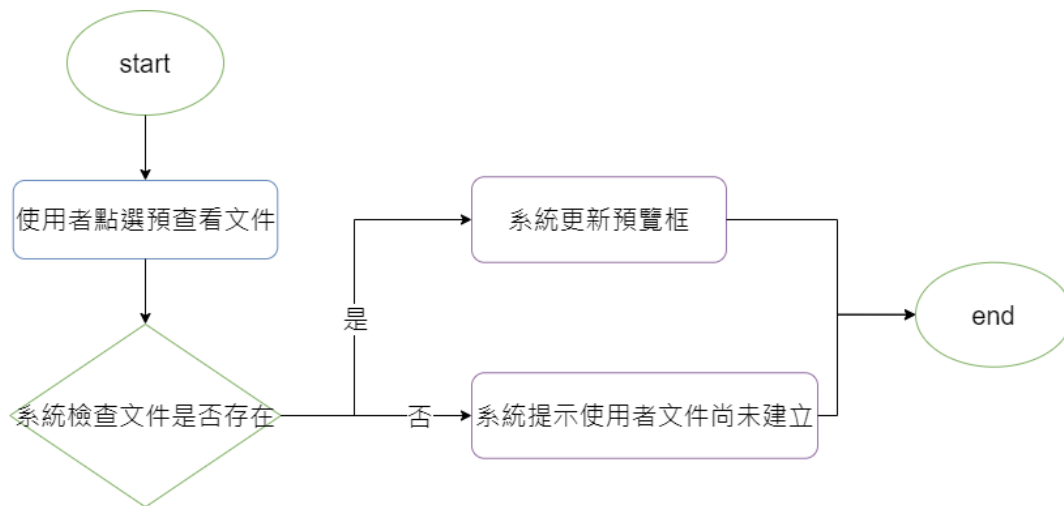 start
使用者點選預查看文件
系統檢查文件是否存在
是
系統更新預覽框
否
系統提示使用者文件尚未建立
end